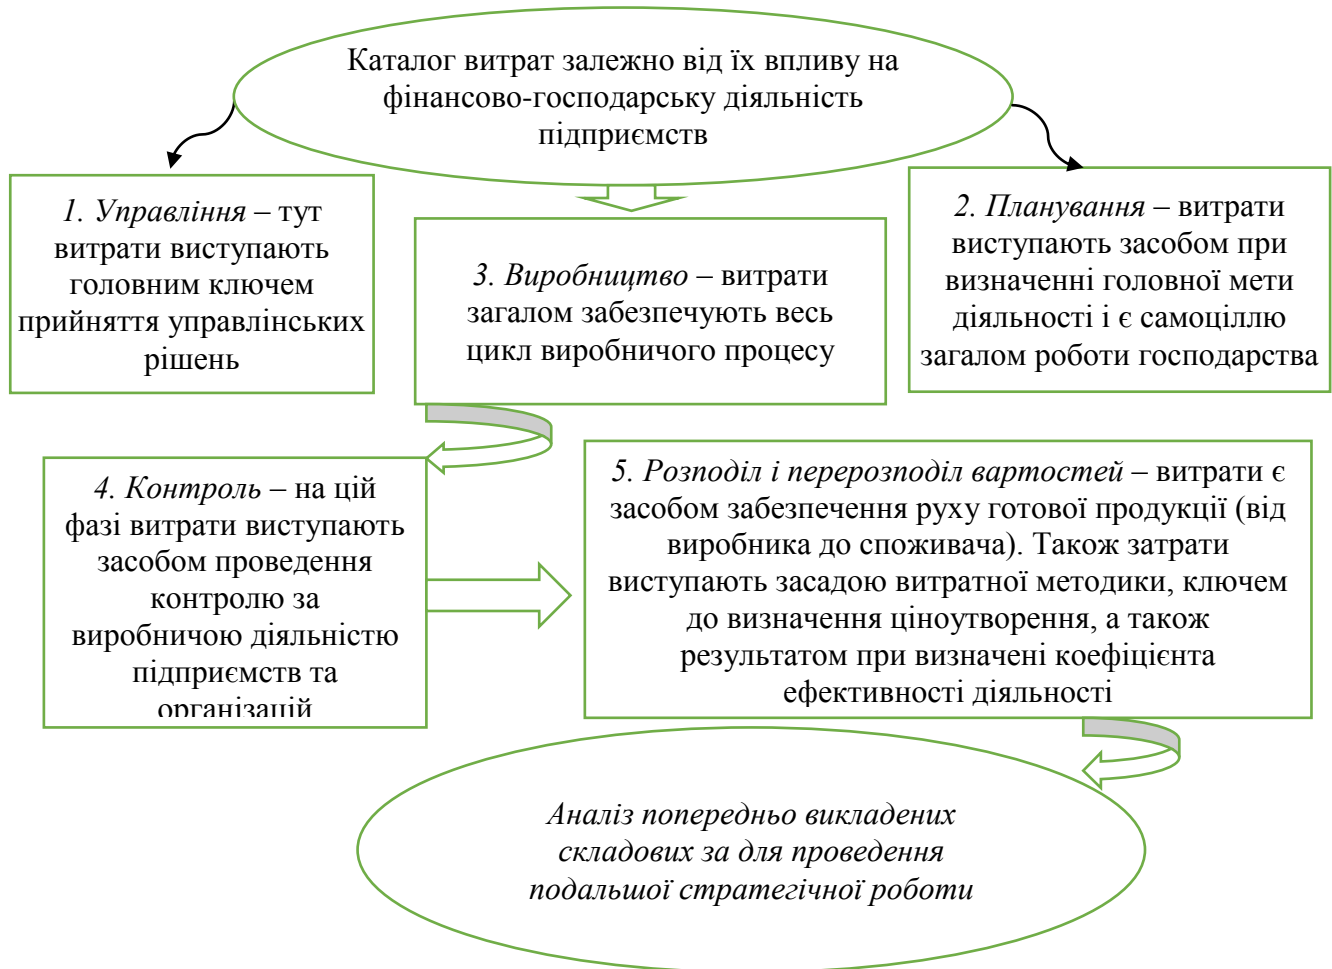 Каталог витрат залежно від їх впливу на
фінансово-господарську діяльність
підприємств
1. Управління – тут
витрати виступають
головним ключем
прийняття управлінських
рішень
2. Планування – витрати
виступають засобом при
визначенні головної мети
діяльності і є самоціллю
загалом роботи господарства
3. Виробництво – витрати
загалом забезпечують весь
цикл виробничого процесу
4. Контроль – на цій
фазі витрати виступають
засобом проведення
контролю за
виробничою діяльністю
підприємств та
організацій
5. Розподіл і перерозподіл вартостей – витрати є
засобом забезпечення руху готової продукції (від
виробника до споживача). Також затрати
виступають засадою витратної методики, ключем
до визначення ціноутворення, а також
результатом при визначені коефіцієнта
ефективності діяльності
Аналіз попередньо викладених
складових за для проведення
подальшої стратегічної роботи